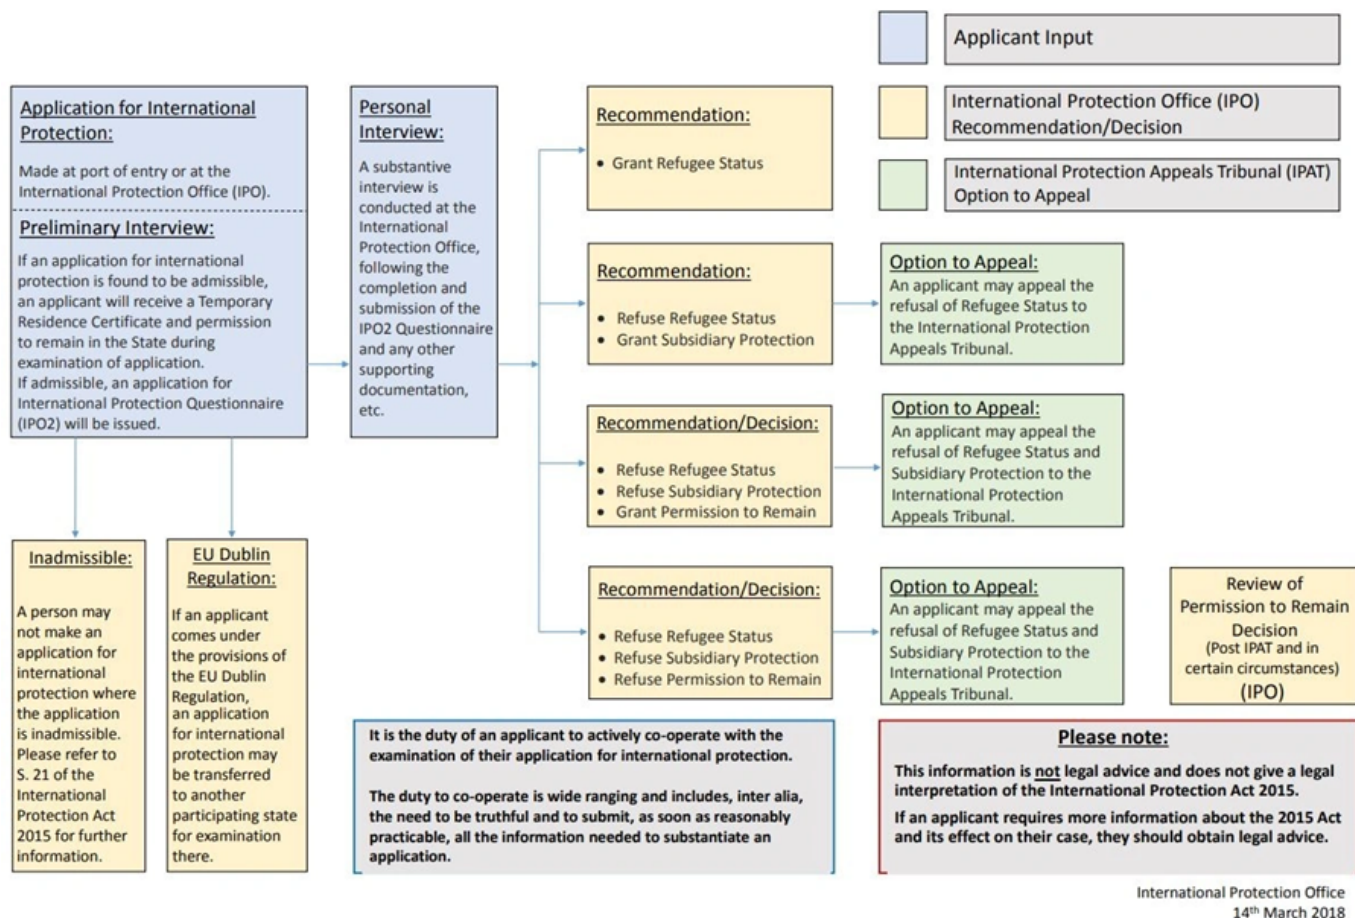 Applicant Input
International Protection Office (IPO)
Recommendation/Decision
International Protection Appeals Tribunal (IPAT)
Option to Appeal
Application for International
Protection:
Made at port of entry or at the
International Protection Office (IPO).
Preliminary Interview:
If an application for international
protection is found to be admissible,
an applicant will receive a Temporary
Residence Certificate and permission
to remain in the State during
examination of application.
If admissible, an application for
International Protection Questionnaire
(IPO2) will be issued.
Personal
Interview:
A substantive
interview is
conducted at the
International
Protection Office,
following the
completion and
submission of the
IPO2 Questionnaire
and any other
supporting
documentation,
etc.
Recommendation:
• Grant Refugee Status
Recommendation:
• Refuse Refugee Status
• Grant Subsidiary Protection
Option to Appeal:
An applicant may appeal the
refusal of Refugee Status to
the International Protection
Appeals Tribunal.
Recommendation/Decision:
• Refuse Refugee Status
• Refuse Subsidiary Protection
• Grant Permission to Remain
Option to Appeal:
An applicant may appeal the
refusal of Refugee Status and
Subsidiary Protection to the
International Protection
Appeals Tribunal.
Recommendation/Decision:
• Refuse Refugee Status
• Refuse Subsidiary Protection
• Refuse Permission to Remain
Option to Appeal:
An applicant may appeal the
refusal of Refugee Status and
Subsidiary Protection to the
International Protection
Appeals Tribunal.
Review of
Permission to Remain
Decision
(Post IPAT and in
certain circumstances)
(IPO)
Inadmissible:
A person may
not make an
application for
international
protection where
the application
is inadmissible.
Please refer to
S. 21 of the
International
Protection Act
2015 for further
information.
EU Dublin
Regulation:
If an applicant
comes under
the provisions of
the EU Dublin
Regulation,
an application
for international
protection may
be transferred
to another
participating state
for examination
there.
It is the duty of an applicant to actively co-operate with the
examination of their application for international protection.
The duty to co-operate is wide ranging and includes, inter alia,
the need to be truthful and to submit, as soon as reasonably
practicable, all the information needed to substantiate an
application.
Please note:
This information is not legal advice and does not give a legal
interpretation of the International Protection Act 2015.
If an applicant requires more information about the 2015 Act
and its effect on their case, they should obtain legal advice.
International Protection Office
14th March 2018